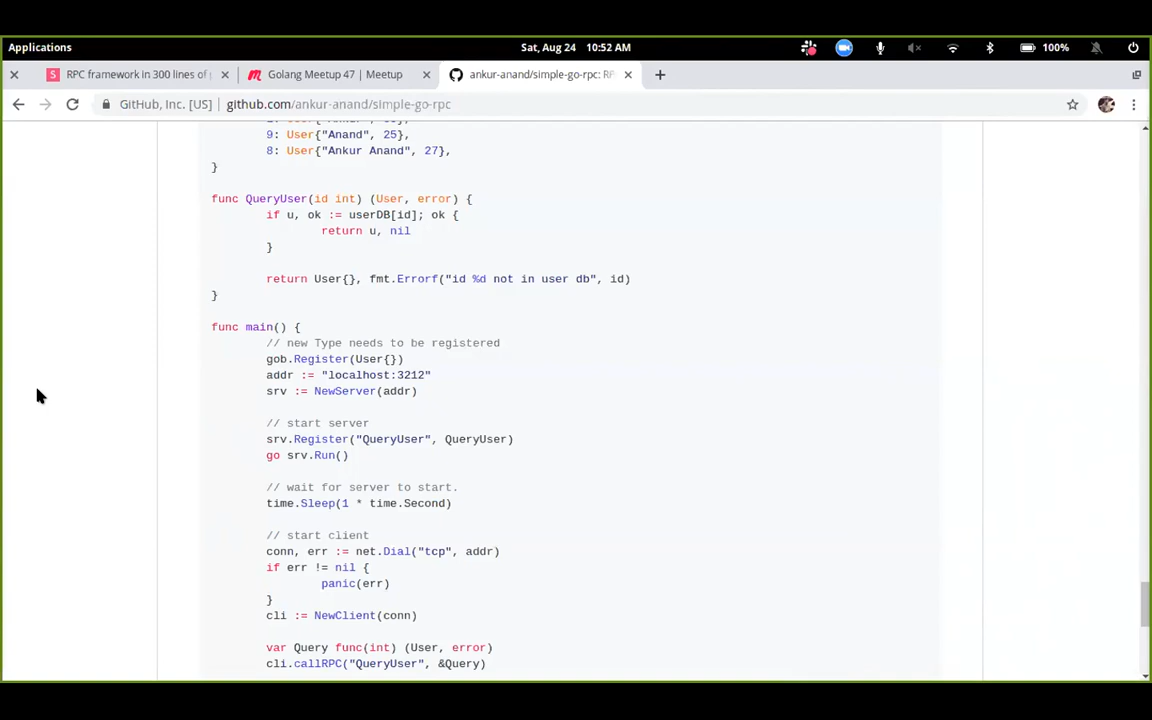 Applications
Sat, Aug 24 10:52 AM
100%
RPC framework in 300 lines of
Golang Meetup 47 | Meetup
ankur-anand/simple-go-rpc: RP
GitHub, Inc. [US]
github.com/ankur-anand/simple-go-rpc
9: User{"Anand", 25},
8: User{"Ankur Anand", 27},
}
func QueryUser(id int) (User, error) {
if u, ok := userDB[id]; ok {
return u, nil
}
return User{}, fmt.Errorf("id %d not in user db", id)
}
func main() {
// new Type needs to be registered
gob.Register(User{})
addr := "localhost:3212"
srv := NewServer(addr)
// start server
srv.Register("QueryUser", QueryUser)
go srv.Run()
// wait for server to start.
time.Sleep(1 * time.Second)
// start client
conn, err := net.Dial("tcp", addr)
if err != nil {
panic(err)
}
cli := NewClient(conn)
var Query func(int) (User, error)
cli.callRPC("QueryUser", &Query)